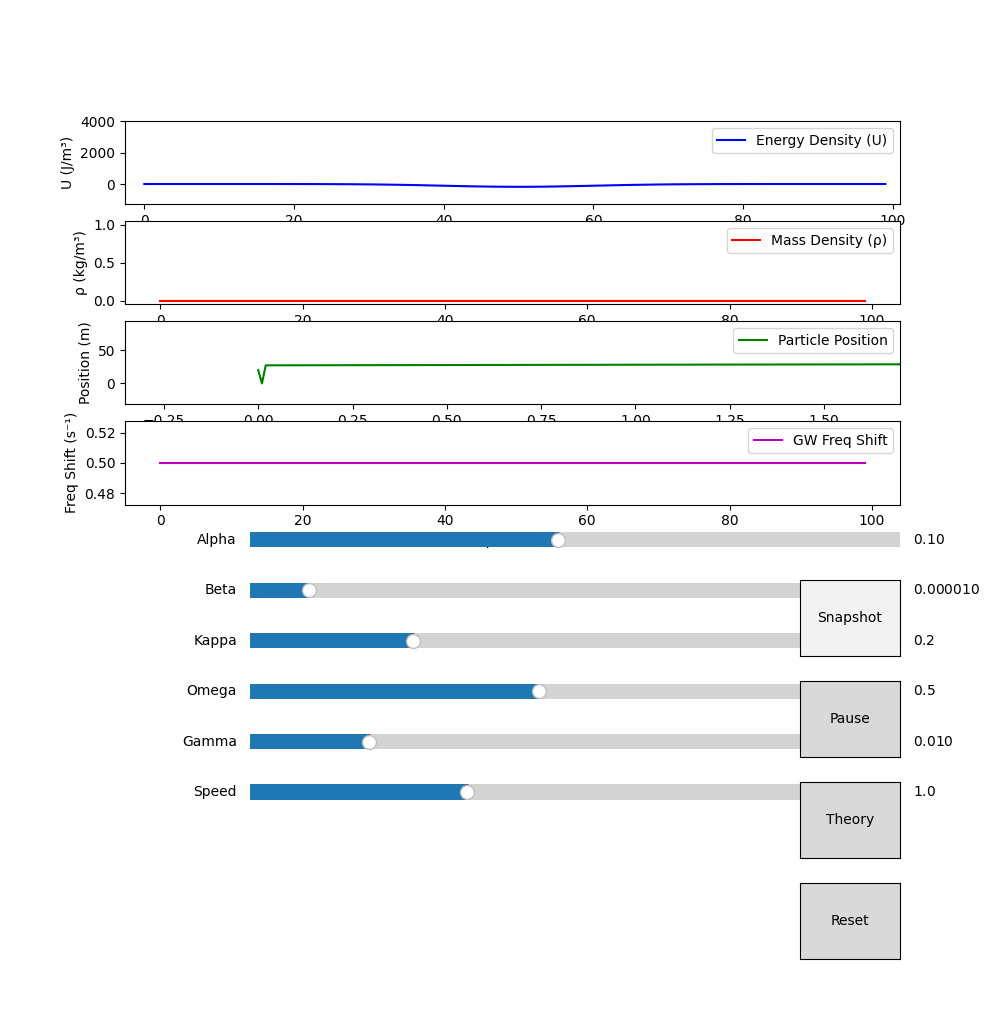 4000
2000
0
U (J/m³)
Energy Density (U)
0 20 40 60 80 100
1.0
0.5
0.0
ρ (kg/m³)
Mass Density (ρ)
0 20 40 60 80 100
50
0
Position (m)
Particle Position
−0.25 0.00 0.25 0.50 0.75 1.00 1.25 1.50
0.52
0.50
0.48
Freq Shift (s⁻¹)
GW Freq Shift
0 20 40 60 80 100
Alpha 0.10
Beta 0.000010
Snapshot
Kappa 0.2
Omega 0.5
Pause
Gamma 0.010
Speed 1.0
Theory
Reset